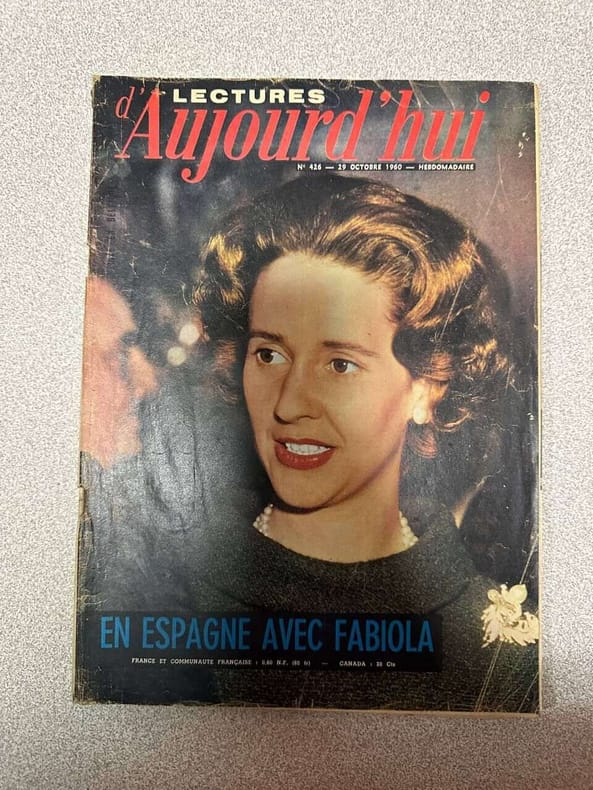 LECTURES
d'Aujourd'hui
N° 426 — 29 OCTOBRE 1960 — HEBDOMADAIRE
EN ESPAGNE AVEC FABIOLA
FRANCE ET COMMUNAUTÉ FRANÇAISE : 0,60 N.F. (60 fr) — CANADA : 20 Cts